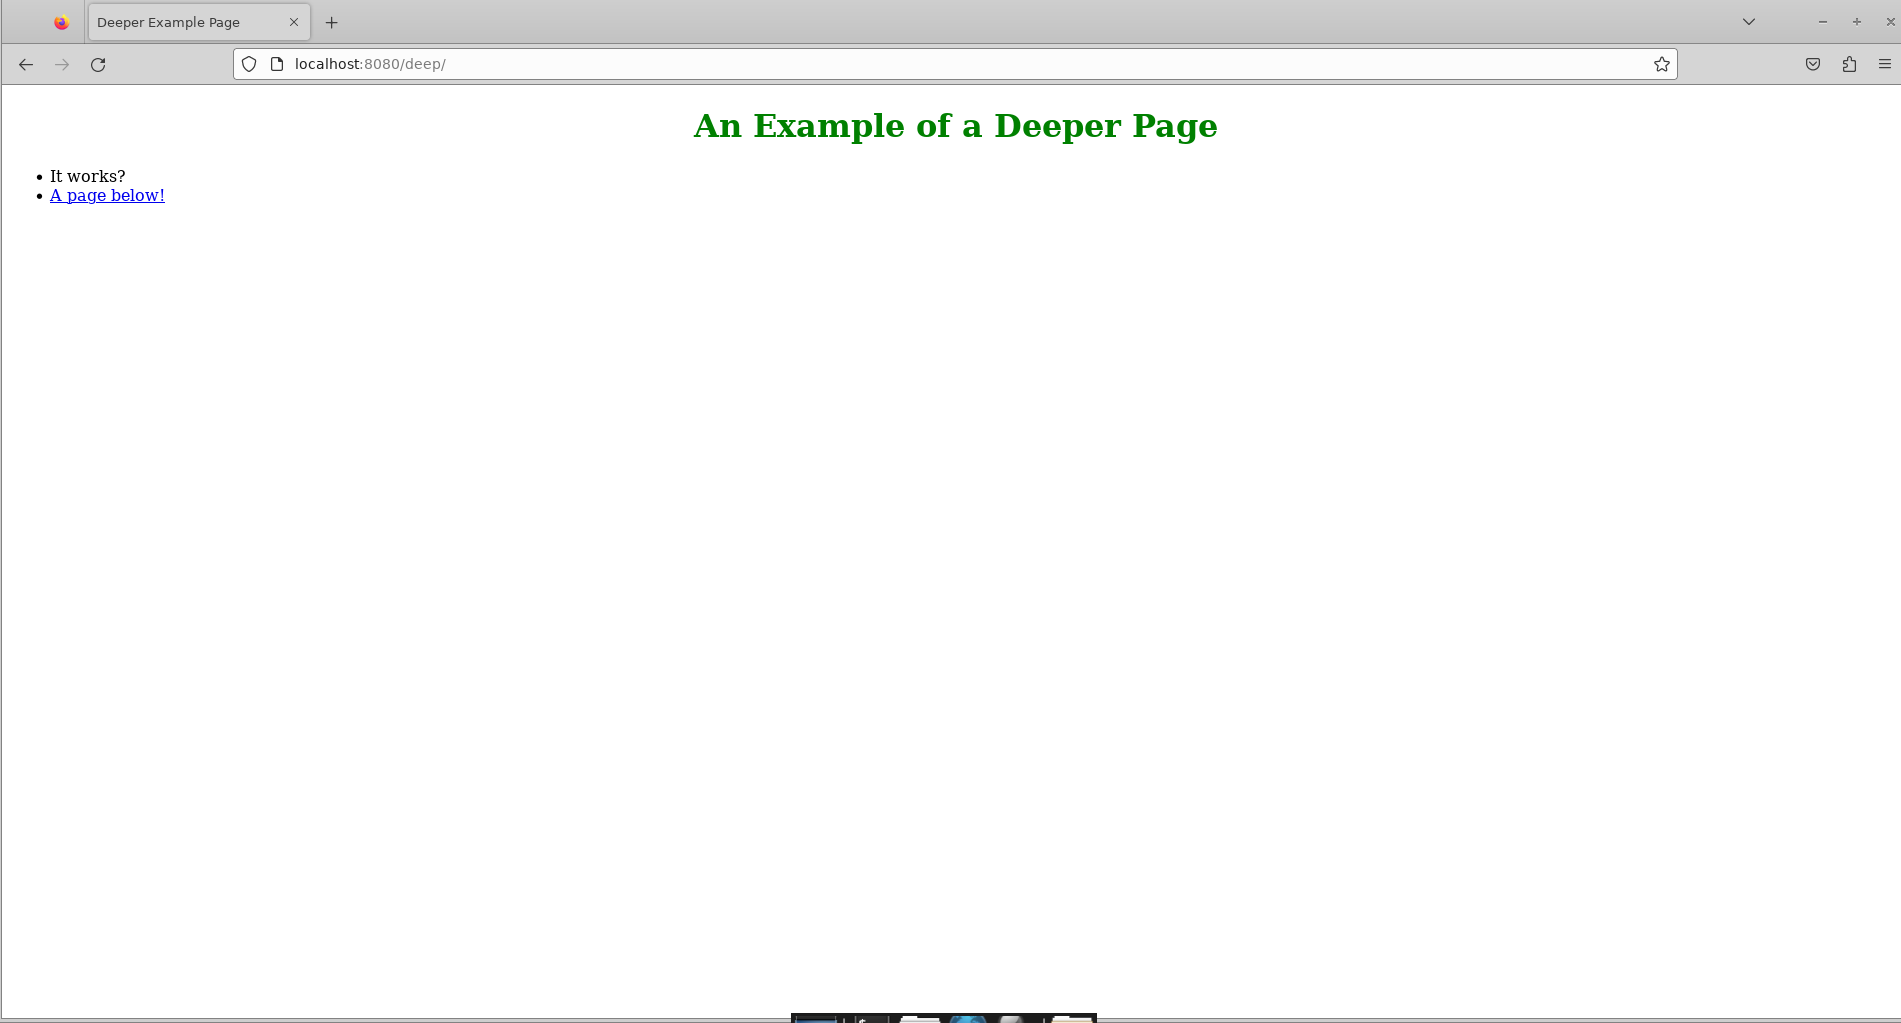 Deeper Example Page
localhost:8080/deep/
An Example of a Deeper Page
It works?
A page below!